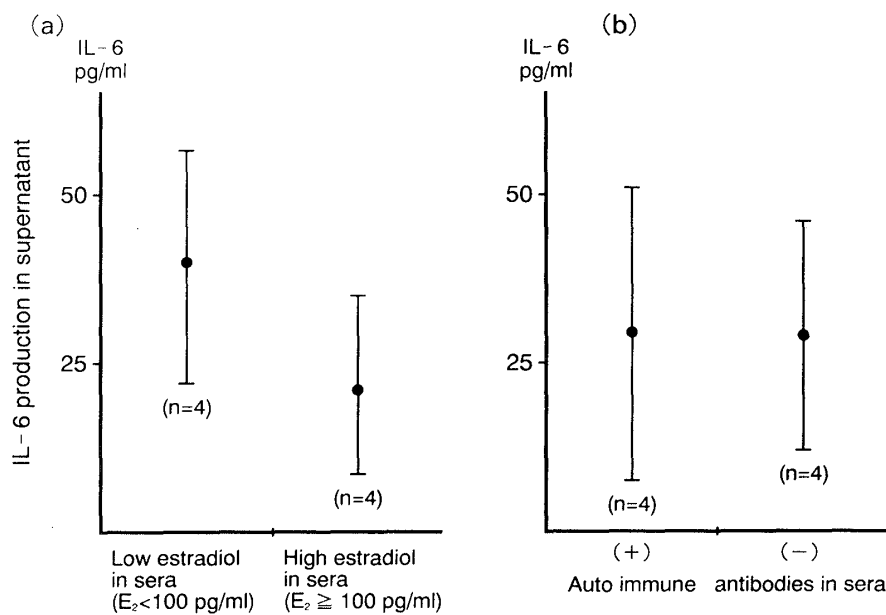 (a)
IL-6
pg/ml
IL-6 production in supernatant
50
25
(n=4)
(n=4)
Low estradiol
in sera
(E₂<100 pg/ml)
High estradiol
in sera
(E₂ ≧ 100 pg/ml)
(b)
IL-6
pg/ml
50
25
(n=4)
(n=4)
(+)
(−)
Auto immune antibodies in sera